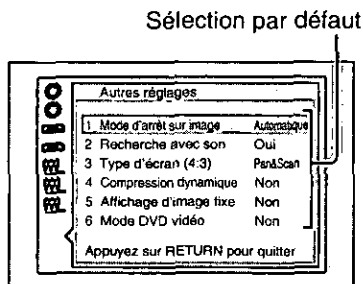 Sélection par défaut
Autres réglages
1 Mode d'arrêt sur image Automatique
2 Recherche avec son Oui
3 Type d'écran (4:3) Pan&Scan
4 Compression dynamique Non
5 Affichage d'image fixe Non
6 Mode DVD vidéo Non
Appuyez sur RETURN pour quitter